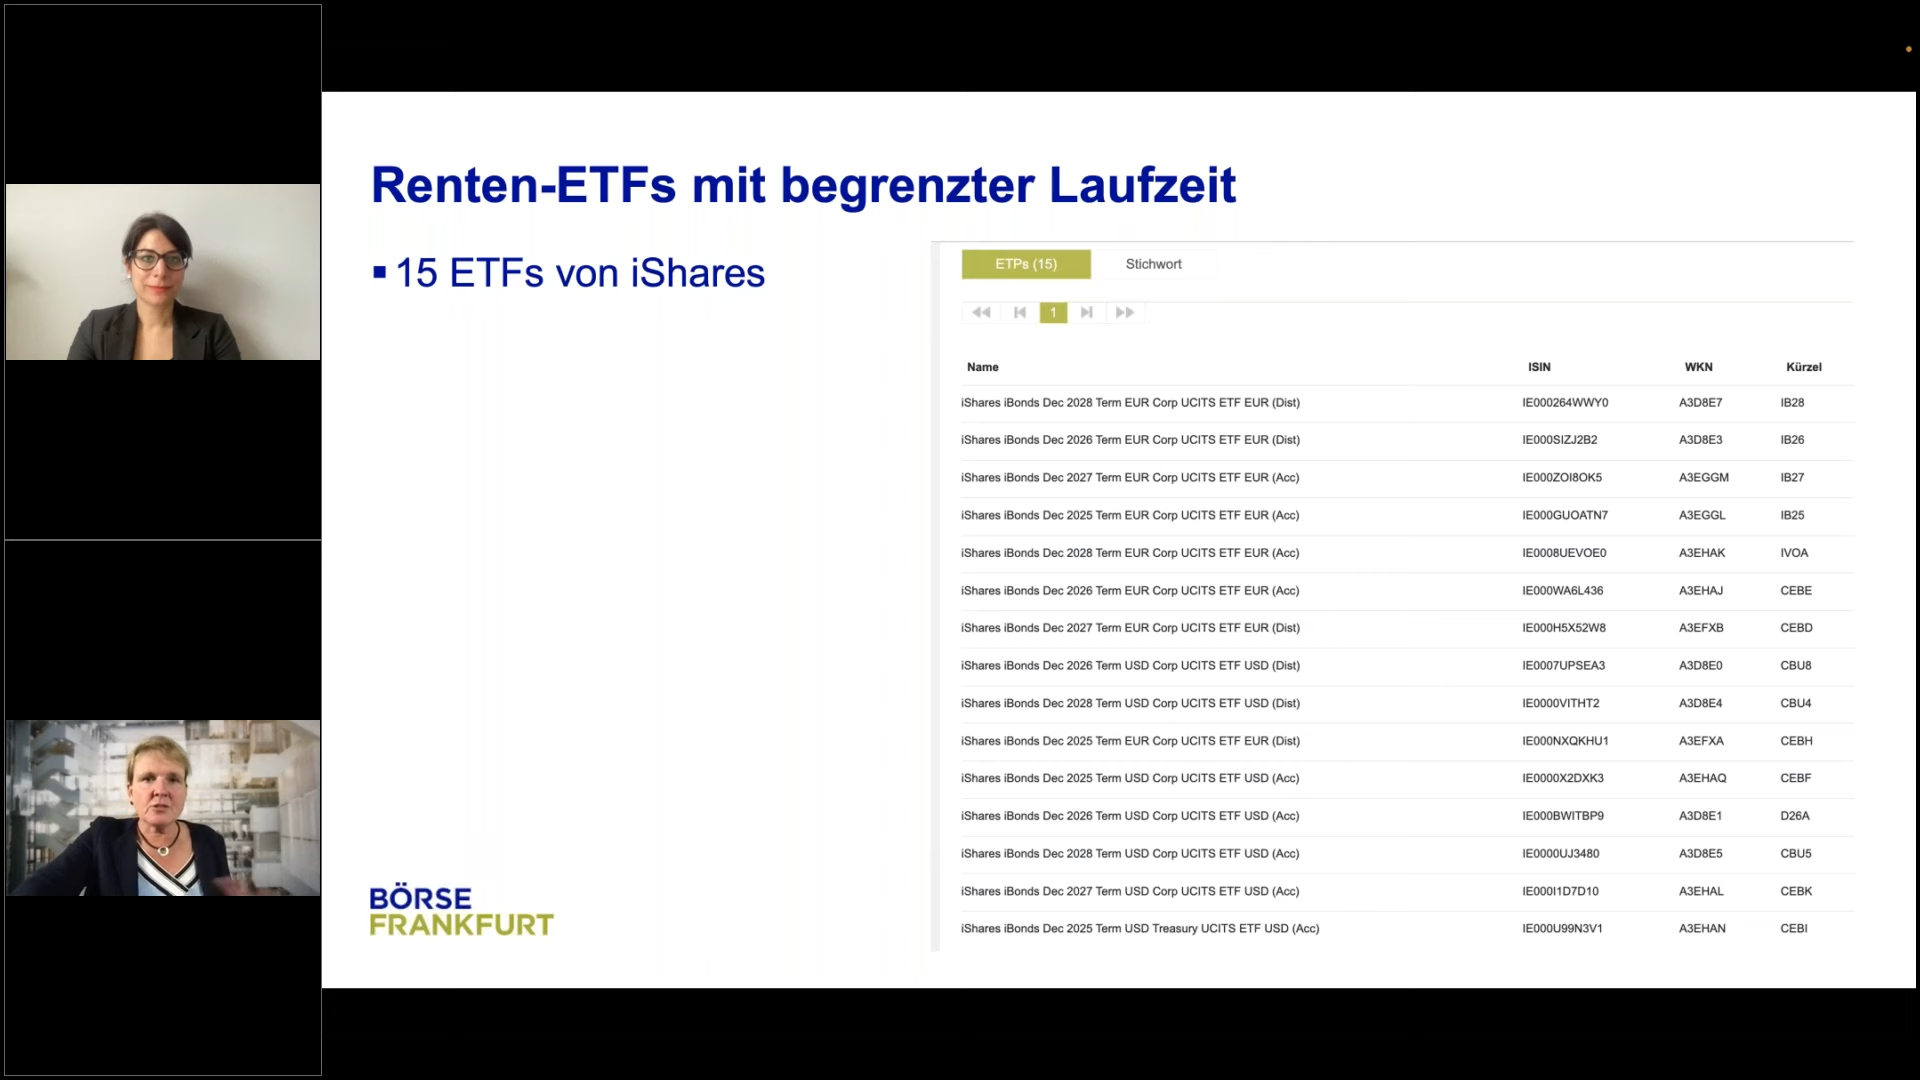 Renten-ETFs mit begrenzter Laufzeit
▪ 15 ETFs von iShares
ETPs (15) Stichwort
1
Name ISIN WKN Kürzel
iShares iBonds Dec 2028 Term EUR Corp UCITS ETF EUR (Dist) IE000264WWY0 A3D8E7 IB28
iShares iBonds Dec 2026 Term EUR Corp UCITS ETF EUR (Dist) IE000SIZJ2B2 A3D8E3 IB26
iShares iBonds Dec 2027 Term EUR Corp UCITS ETF EUR (Acc) IE000ZOI8OK5 A3EGGM IB27
iShares iBonds Dec 2025 Term EUR Corp UCITS ETF EUR (Acc) IE000GUOATN7 A3EGGL IB25
iShares iBonds Dec 2028 Term EUR Corp UCITS ETF EUR (Acc) IE0008UEVOE0 A3EHAK IVOA
iShares iBonds Dec 2026 Term EUR Corp UCITS ETF EUR (Acc) IE000WA6L436 A3EHAJ CEBE
iShares iBonds Dec 2027 Term EUR Corp UCITS ETF EUR (Dist) IE000H5X52W8 A3EFXB CEBD
iShares iBonds Dec 2026 Term USD Corp UCITS ETF USD (Dist) IE0007UPSEA3 A3D8E0 CBU8
iShares iBonds Dec 2028 Term USD Corp UCITS ETF USD (Dist) IE0000VITHT2 A3D8E4 CBU4
iShares iBonds Dec 2025 Term EUR Corp UCITS ETF EUR (Dist) IE000NXQKHU1 A3EFXA CEBH
iShares iBonds Dec 2025 Term USD Corp UCITS ETF USD (Acc) IE0000X2DXK3 A3EHAQ CEBF
iShares iBonds Dec 2026 Term USD Corp UCITS ETF USD (Acc) IE000BWITBP9 A3D8E1 D26A
iShares iBonds Dec 2028 Term USD Corp UCITS ETF USD (Acc) IE0000UJ3480 A3D8E5 CBU5
iShares iBonds Dec 2027 Term USD Corp UCITS ETF USD (Acc) IE000I1D7D10 A3EHAL CEBK
iShares iBonds Dec 2025 Term USD Treasury UCITS ETF USD (Acc) IE000U99N3V1 A3EHAN CEBI
BÖRSE
FRANKFURT